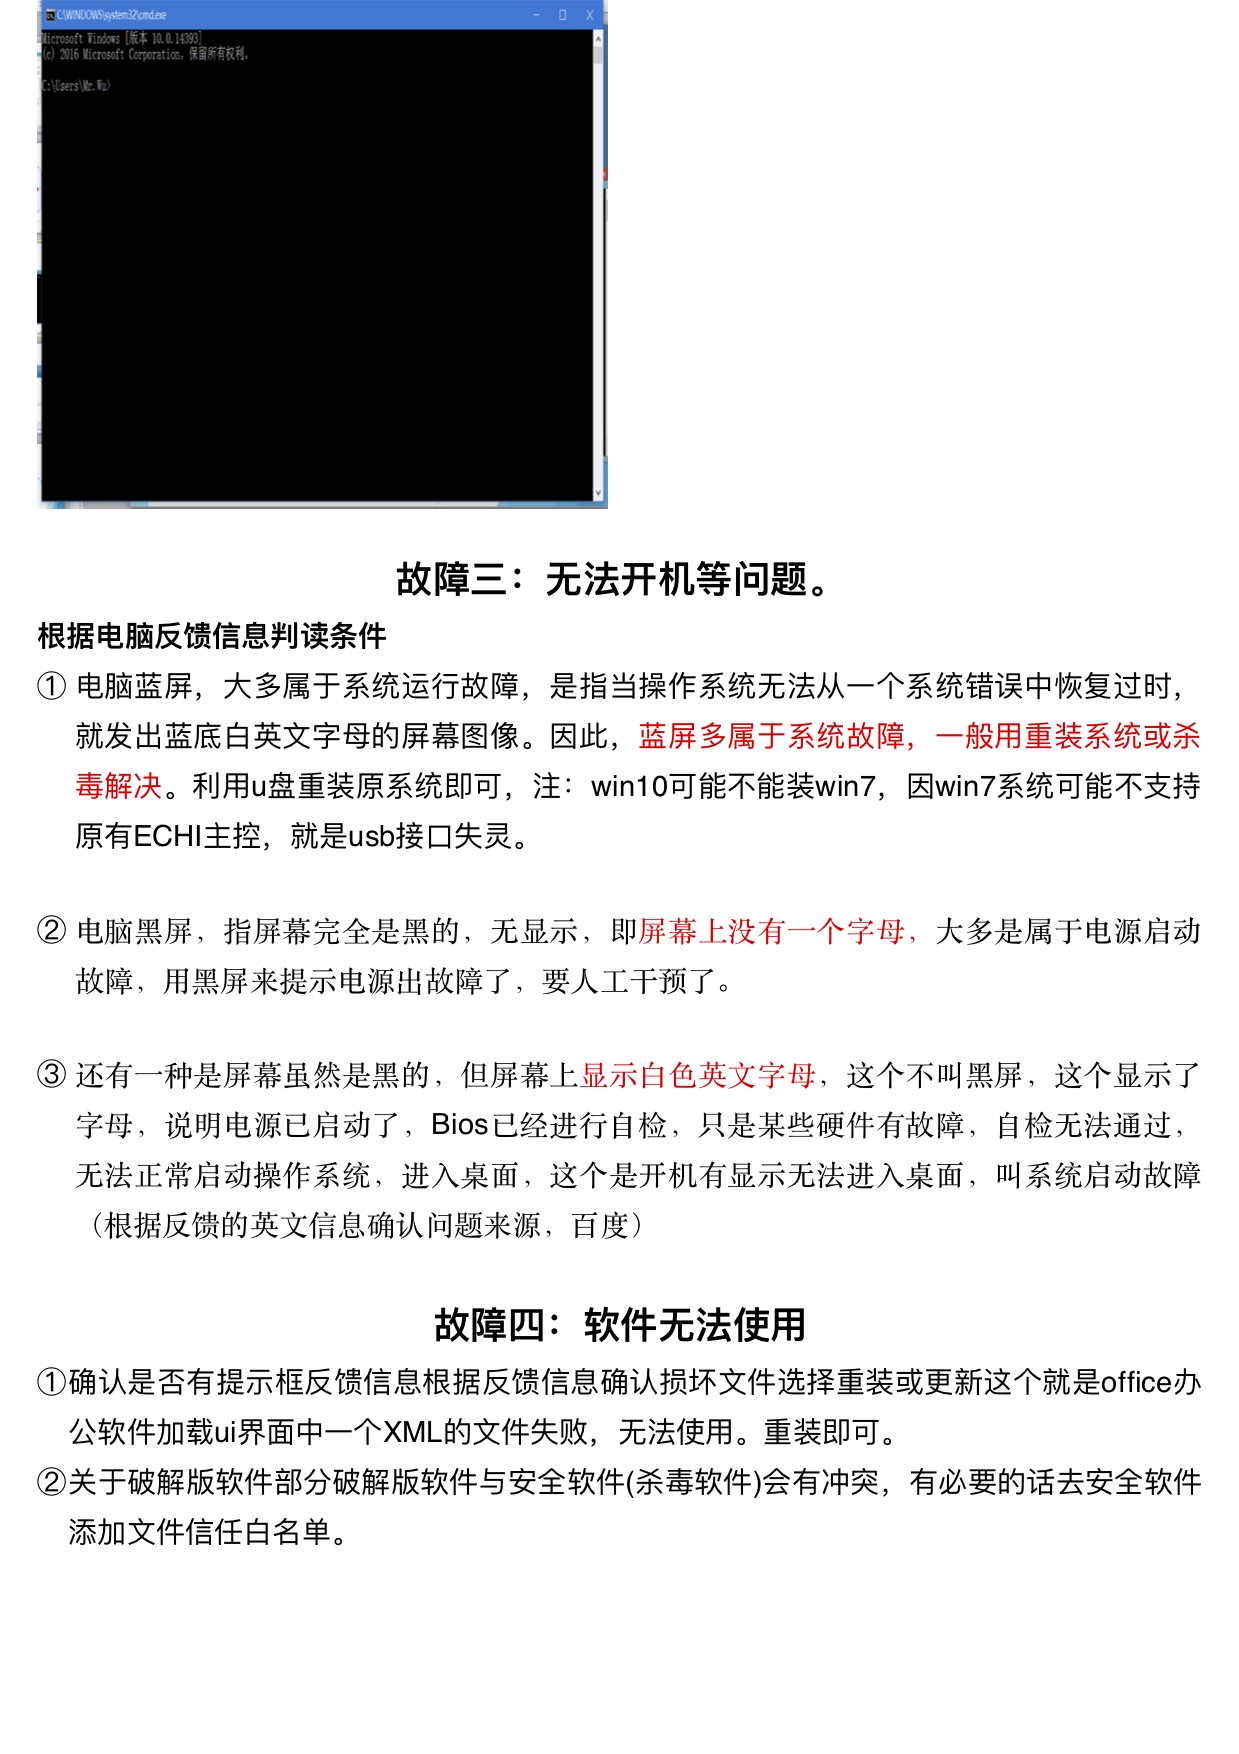 C:\WINDOWS\system32\cmd.exe
Microsoft Windows [版本 10.0.14393]
(c) 2016 Microsoft Corporation。保留所有权利。
C:\Users\Mr.Wu>
故障三：无法开机等问题。
根据电脑反馈信息判读条件
① 电脑蓝屏，大多属于系统运行故障，是指当操作系统无法从一个系统错误中恢复过时，
就发出蓝底白英文字母的屏幕图像。因此，蓝屏多属于系统故障，一般用重装系统或杀
毒解决。利用u盘重装原系统即可，注：win10可能不能装win7，因win7系统可能不支持
原有ECHI主控，就是usb接口失灵。
② 电脑黑屏，指屏幕完全是黑的，无显示，即屏幕上没有一个字母，大多是属于电源启动
故障，用黑屏来提示电源出故障了，要人工干预了。
③ 还有一种是屏幕虽然是黑的，但屏幕上显示白色英文字母，这个不叫黑屏，这个显示了
字母，说明电源已启动了，Bios已经进行自检，只是某些硬件有故障，自检无法通过，
无法正常启动操作系统，进入桌面，这个是开机有显示无法进入桌面，叫系统启动故障
（根据反馈的英文信息确认问题来源，百度）
故障四：软件无法使用
①确认是否有提示框反馈信息根据反馈信息确认损坏文件选择重装或更新这个就是office办
公软件加载ui界面中一个XML的文件失败，无法使用。重装即可。
②关于破解版软件部分破解版软件与安全软件(杀毒软件)会有冲突，有必要的话去安全软件
添加文件信任白名单。